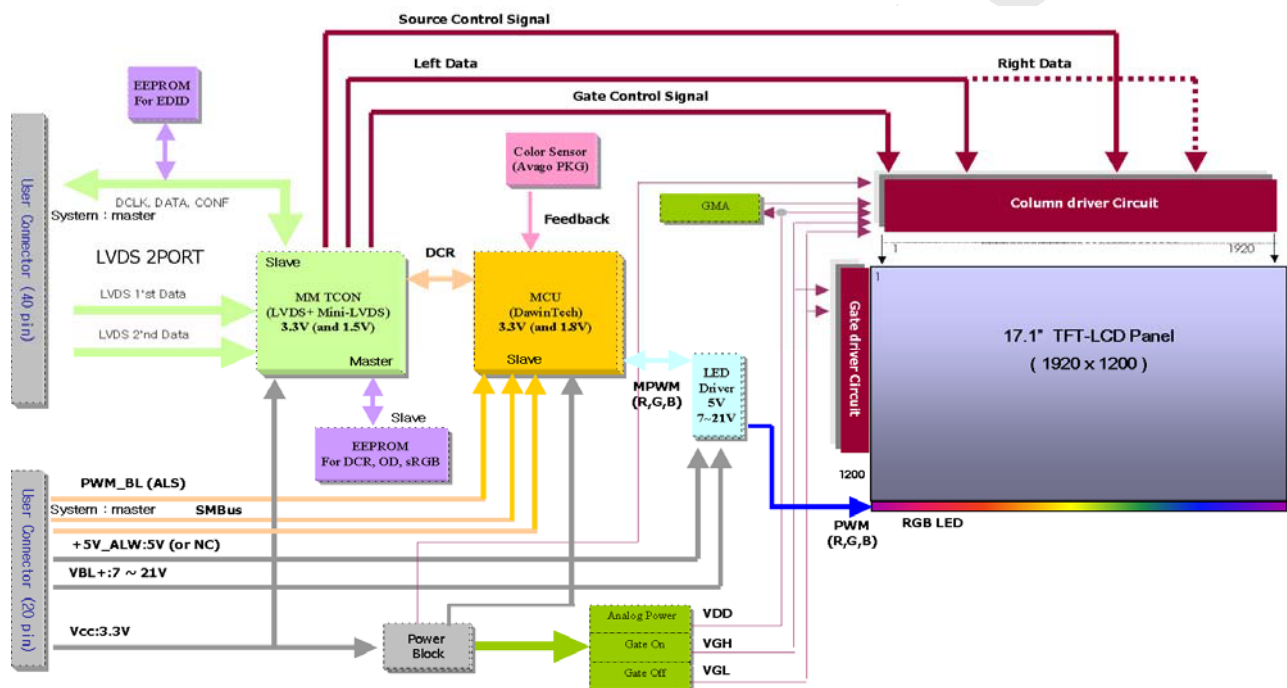 Source Control Signal
Left Data
Right Data
Gate Control Signal
EEPROM
For EDID
Color Sensor
(Avago PKG)
User Connector (40 pin)
DCLK, DATA, CONF
System : master
Feedback
GMA
Column driver Circuit
1
1920
LVDS 2PORT
Slave
DCR
MM TCON
(LVDS+ Mini-LVDS)
3.3V (and 1.5V)
Master
MCU
(DawinTech)
3.3V (and 1.8V)
Slave
LVDS 1'st Data
LVDS 2'nd Data
1
Gate driver Circuit
17.1" TFT-LCD Panel
( 1920 x 1200 )
MPWM
(R,G,B)
LED
Driver
5V
7~21V
Slave
EEPROM
For DCR, OD, sRGB
1200
User Connector (20 pin)
PWM_BL (ALS)
System : master
SMBus
RGB LED
PWM
(R,G,B)
+5V_ALW:5V (or NC)
VBL+:7 ~ 21V
Vcc:3.3V
Power
Block
Analog Power
VDD
Gate On
VGH
Gate Off
VGL